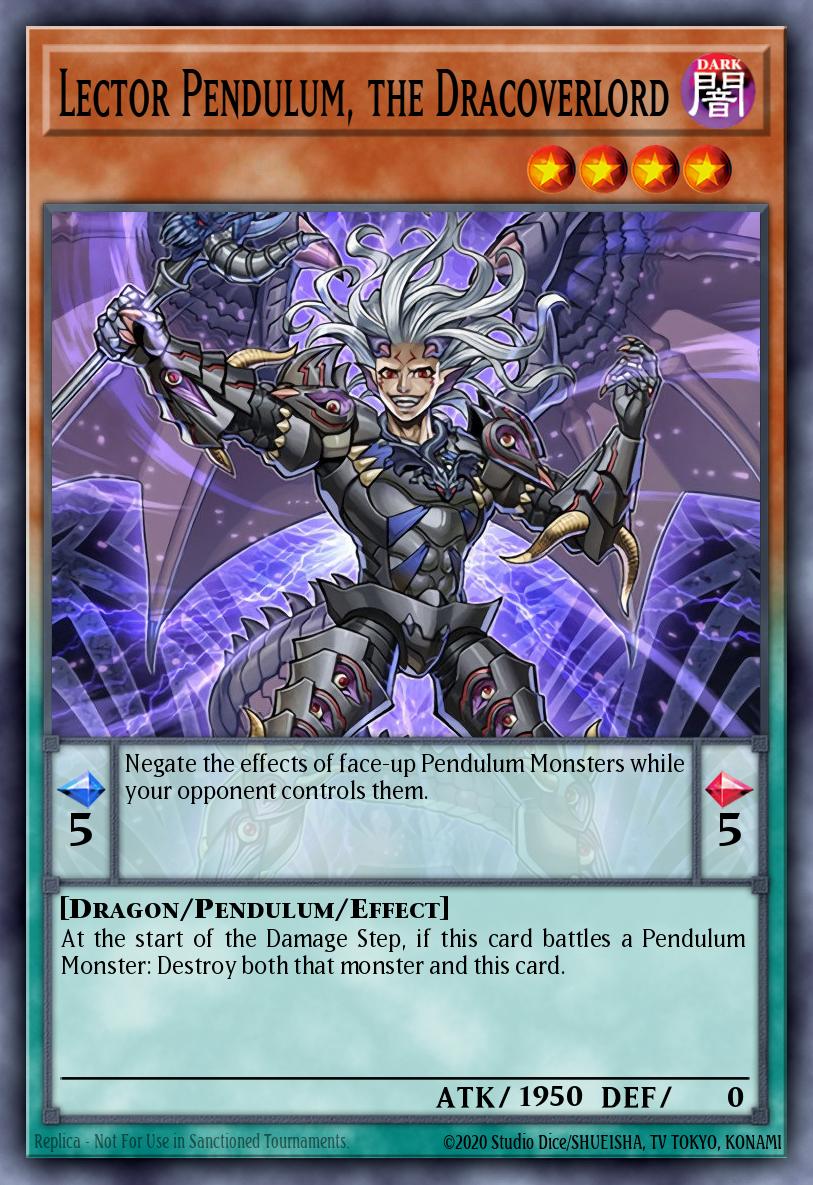 Lector Pendulum, the Dracoverlord
DARK
闇
Negate the effects of face-up Pendulum Monsters while
your opponent controls them.
5
5
[Dragon/Pendulum/Effect]
At the start of the Damage Step, if this card battles a Pendulum
Monster: Destroy both that monster and this card.
ATK/ 1950 DEF/ 0
Replica - Not For Use in Sanctioned Tournaments.
©2020 Studio Dice/SHUEISHA, TV TOKYO, KONAMI